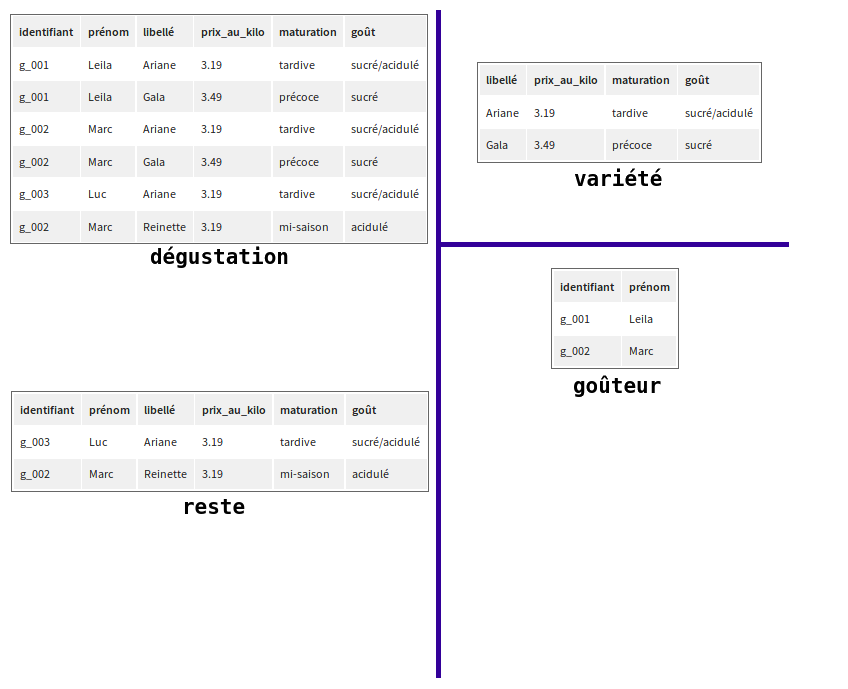 identifiant prénom libellé prix_au_kilo maturation goût
g_001 Leila Ariane 3.19 tardive sucré/acidulé
g_001 Leila Gala 3.49 précoce sucré
g_002 Marc Ariane 3.19 tardive sucré/acidulé
g_002 Marc Gala 3.49 précoce sucré
g_003 Luc Ariane 3.19 tardive sucré/acidulé
g_002 Marc Reinette 3.19 mi-saison acidulé
dégustation
identifiant prénom libellé prix_au_kilo maturation goût
g_003 Luc Ariane 3.19 tardive sucré/acidulé
g_002 Marc Reinette 3.19 mi-saison acidulé
reste
libellé prix_au_kilo maturation goût
Ariane 3.19 tardive sucré/acidulé
Gala 3.49 précoce sucré
variété
identifiant prénom
g_001 Leila
g_002 Marc
goûteur